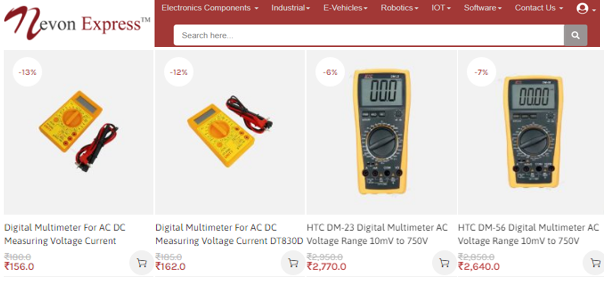 Nevon Express™
Electronics Components Industrial E-Vehicles Robotics IOT Software Contact Us
Search here...
-13% -12% -6% -7%
000 00.00
Digital Multimeter For AC DC Measuring Voltage Current
₹180.0
₹156.0
Digital Multimeter For AC DC Measuring Voltage Current DT830D
₹185.0
₹162.0
HTC DM-23 Digital Multimeter AC Voltage Range 10mV to 750V
₹2,950.0
₹2,770.0
HTC DM-56 Digital Multimeter AC Voltage Range 10mV to 750V
₹2,850.0
₹2,640.0